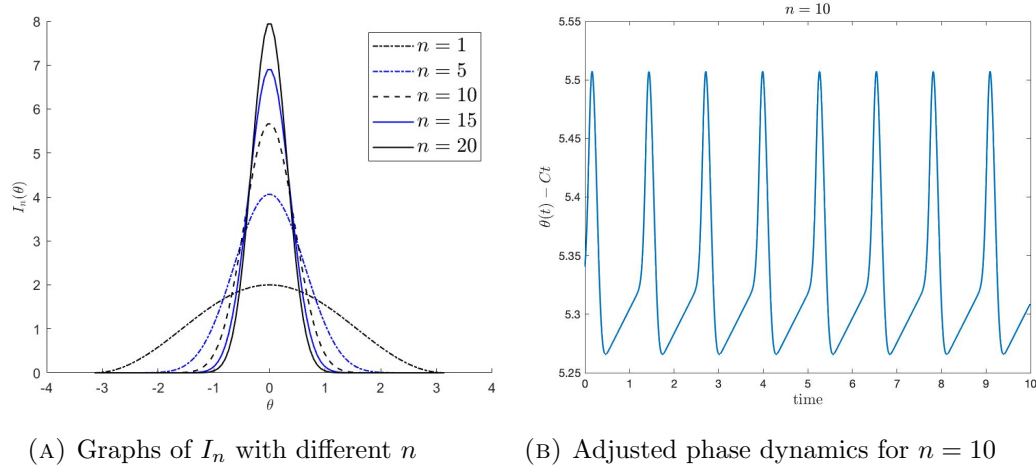 8
7
6
5
4
3
2
1
0
I_n(θ)
n = 1
n = 5
n = 10
n = 15
n = 20
-4 -3 -2 -1 0 1 2 3 4
θ
(A) Graphs of I_n with different n
n = 10
5.55
5.5
5.45
5.4
5.35
5.3
5.25
θ(t) − Ct
0 1 2 3 4 5 6 7 8 9 10
time
(B) Adjusted phase dynamics for n = 10